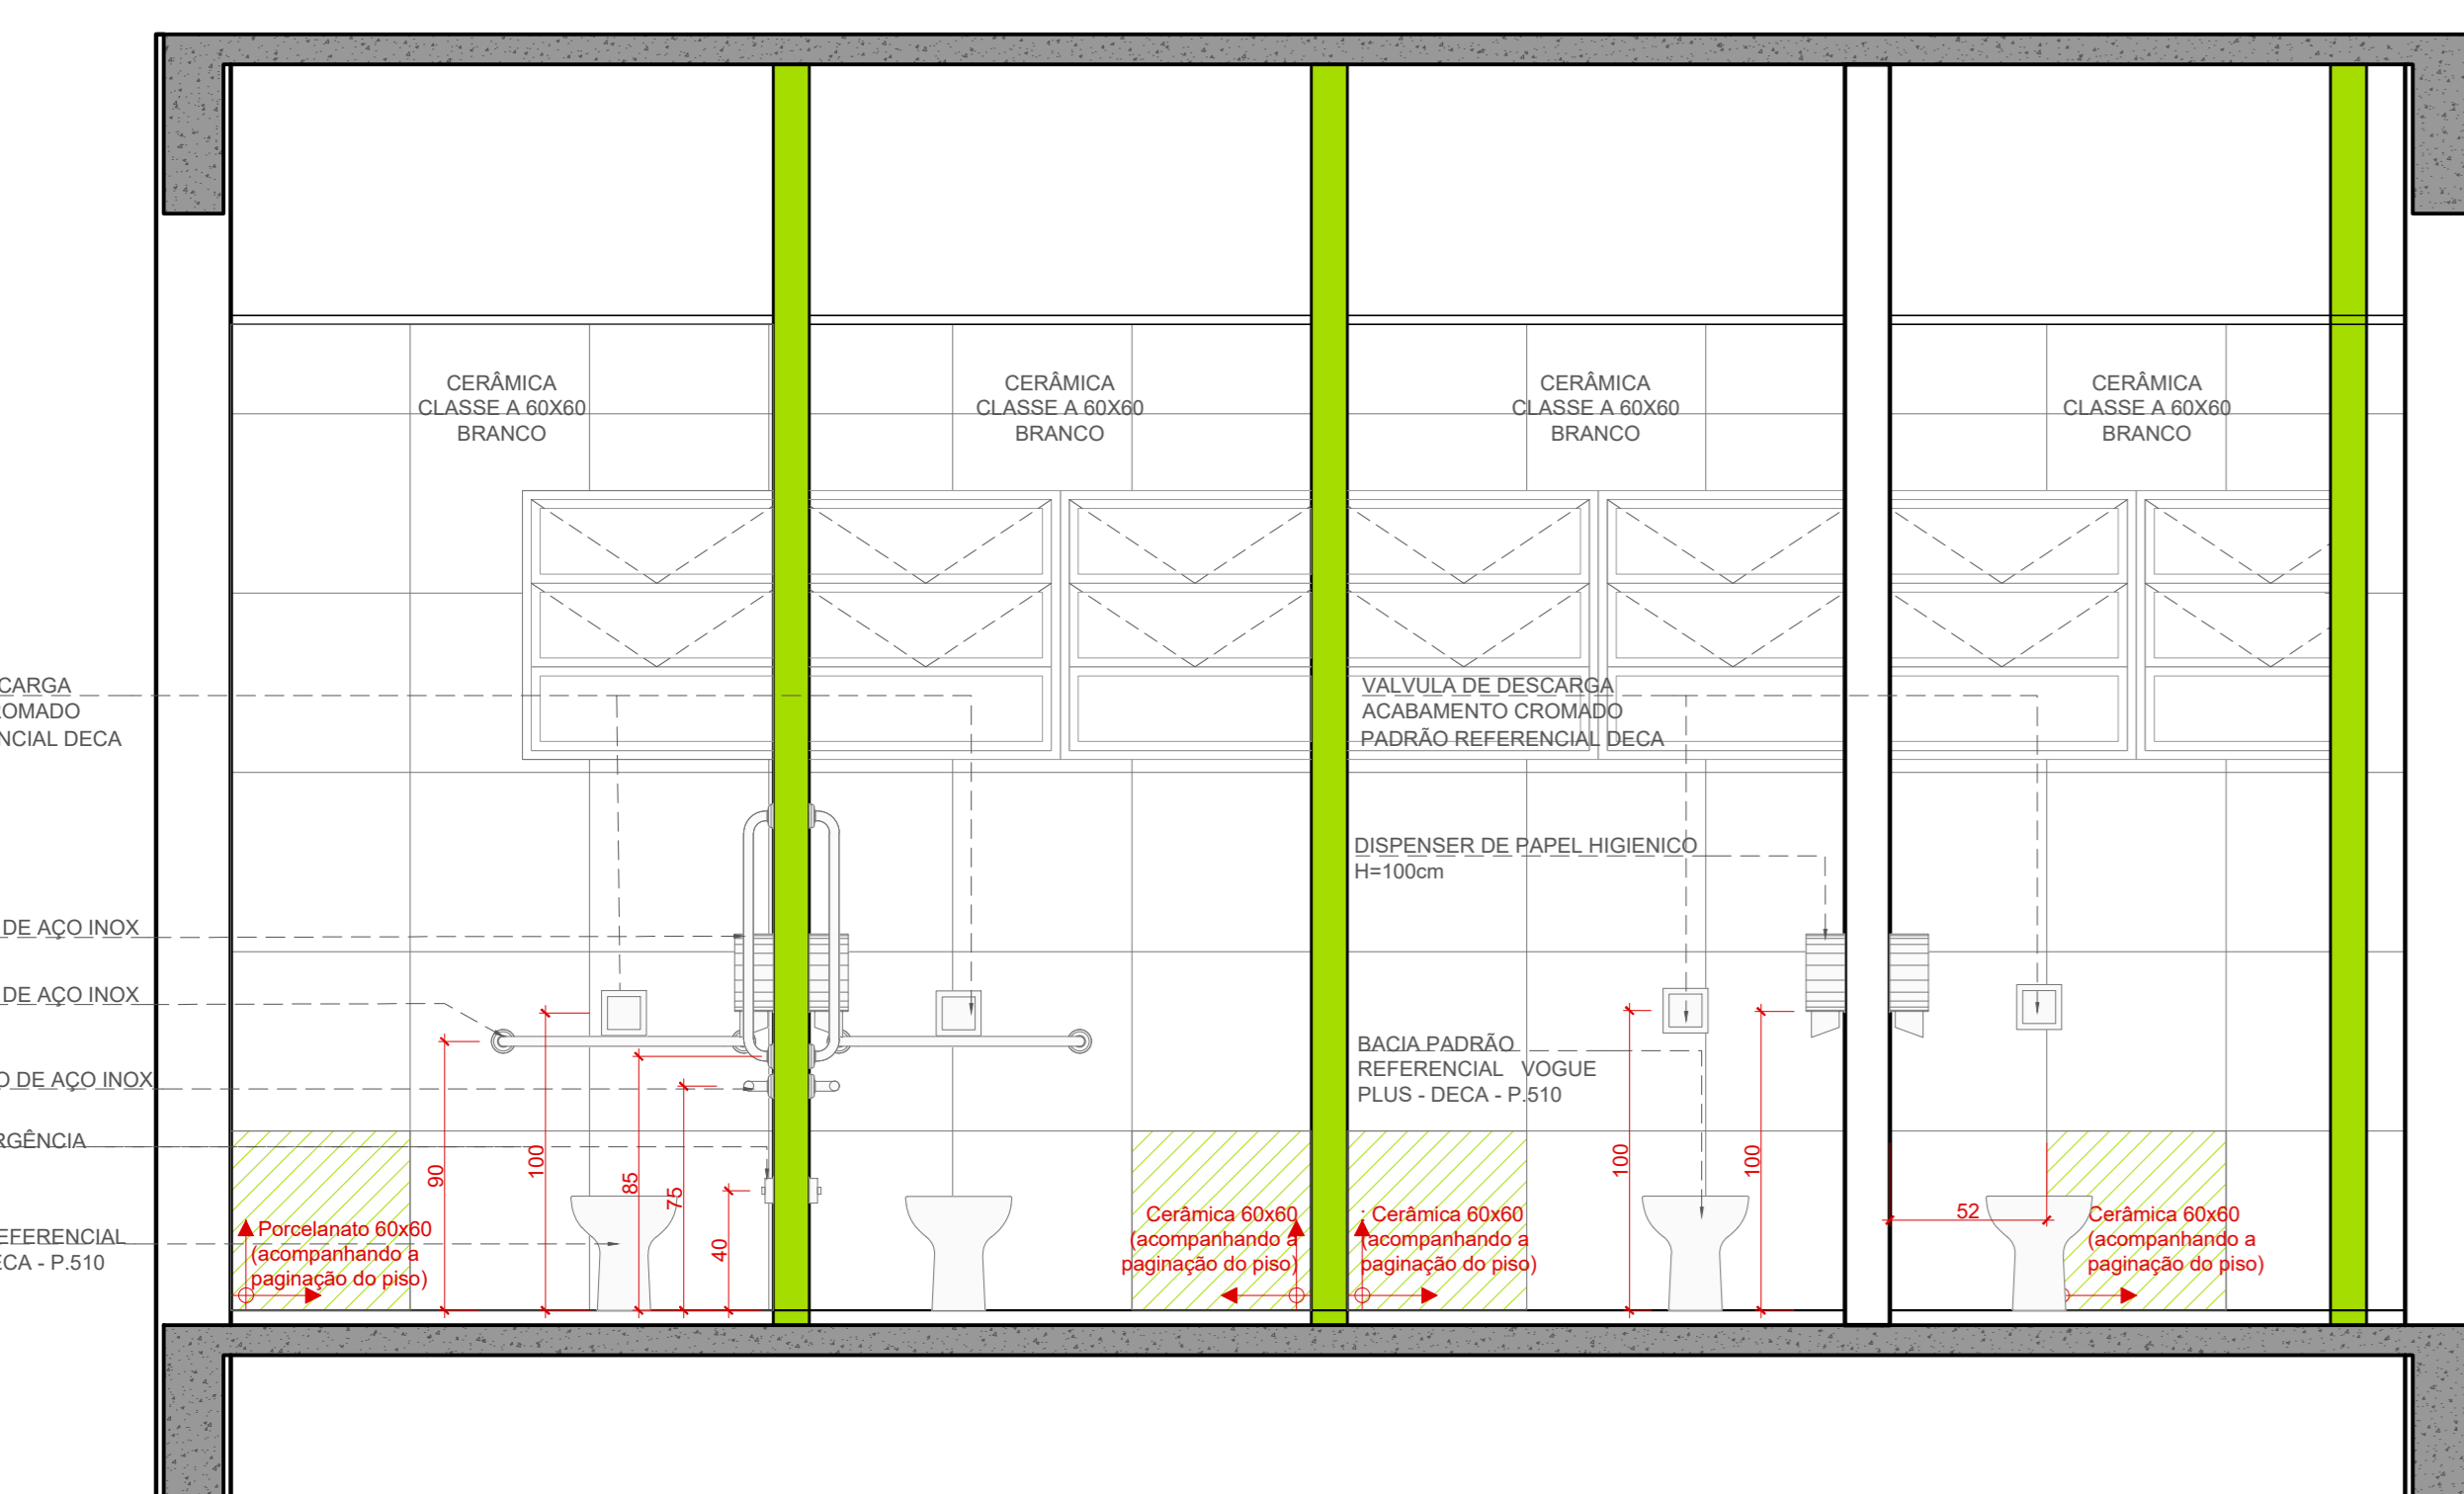 CERÂMICA
CLASSE A 60X60
BRANCO
CERÂMICA
CLASSE A 60X60
BRANCO
CERÂMICA
CLASSE A 60X60
BRANCO
CERÂMICA
CLASSE A 60X60
BRANCO
CARGA
ROMADO
NCIAL DECA
VALVULA DE DESCARGA
ACABAMENTO CROMADO
PADRÃO REFERENCIAL DECA
DISPENSER DE PAPEL HIGIENICO
H=100cm
DE AÇO INOX
DE AÇO INOX
BACIA PADRÃO
REFERENCIAL VOGUE
PLUS - DECA - P.510
O DE AÇO INOX
RGÊNCIA
90
100
85
75
40
100
100
52
EFERENCIAL
ECA - P.510
Porcelanato 60x60
(acompanhando a
paginação do piso)
Cerâmica 60x60
(acompanhando a
paginação do piso)
: Cerâmica 60x60
(acompanhando a
paginação do piso)
Cerâmica 60x60
(acompanhando a
paginação do piso)